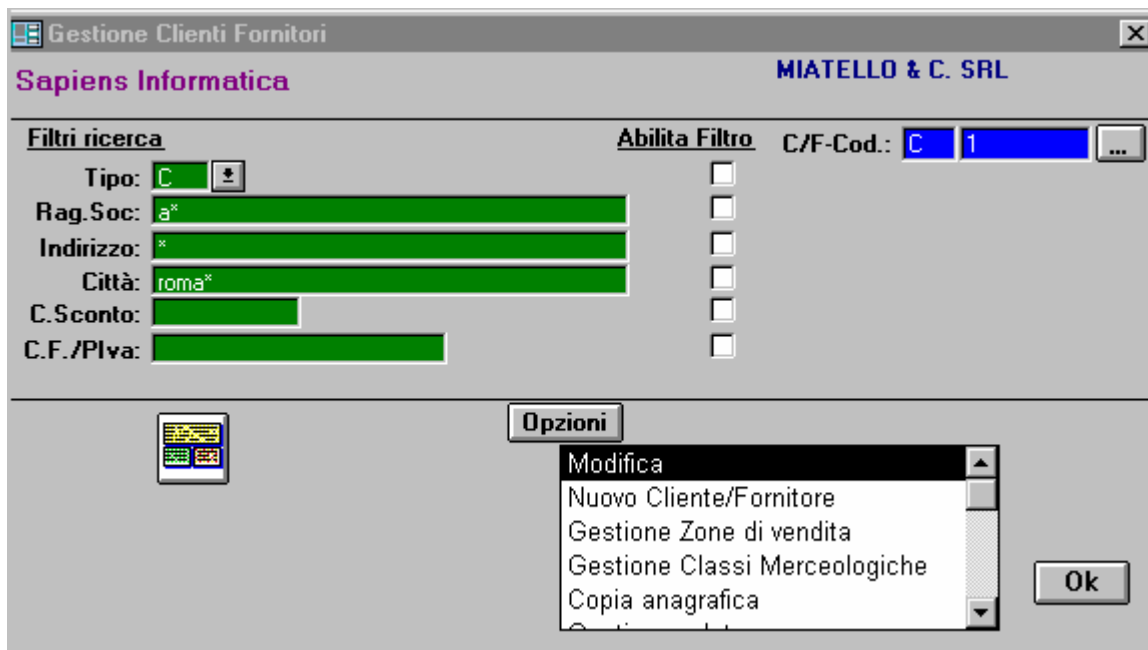 Gestione Clienti Fornitori
Sapiens Informatica
MIATELLO & C. SRL
Filtri ricerca
Abilita Filtro
C/F-Cod.: C 1 ...
Tipo: C
Rag.Soc: a*
Indirizzo: *
Città: roma*
C.Sconto:
C.F./PIva:
Opzioni
Modifica
Nuovo Cliente/Fornitore
Gestione Zone di vendita
Gestione Classi Merceologiche
Copia anagrafica
Ok